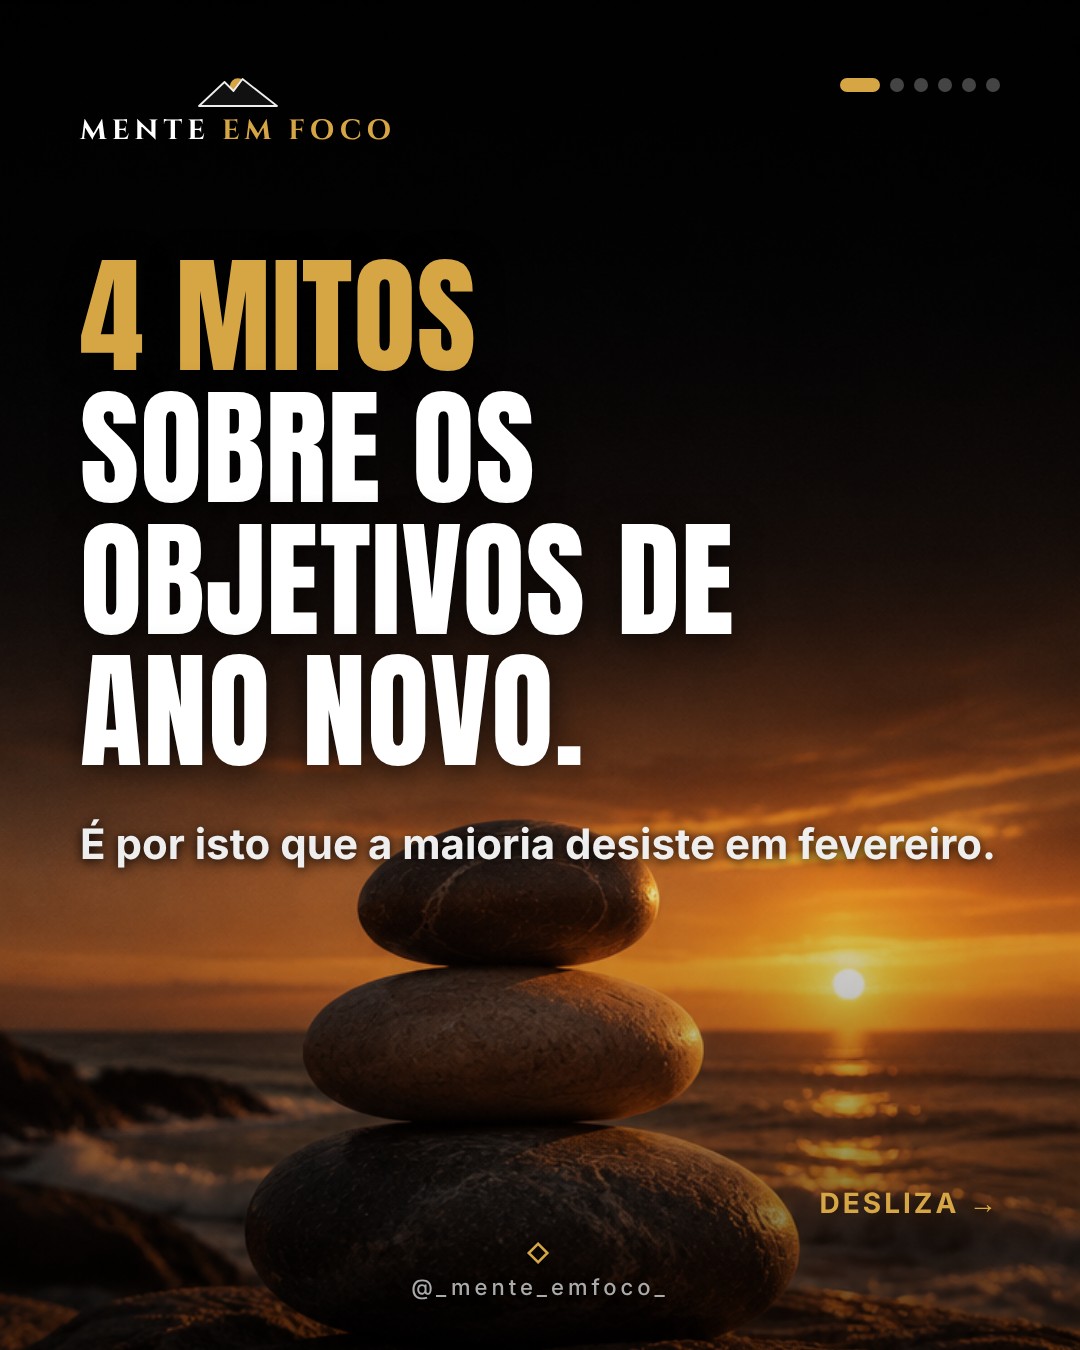 MENTE EM FOCO
4 MITOS
SOBRE OS
OBJETIVOS DE
ANO NOVO.
É por isto que a maioria desiste em fevereiro.
DESLIZA →
@_mente_emfoco_